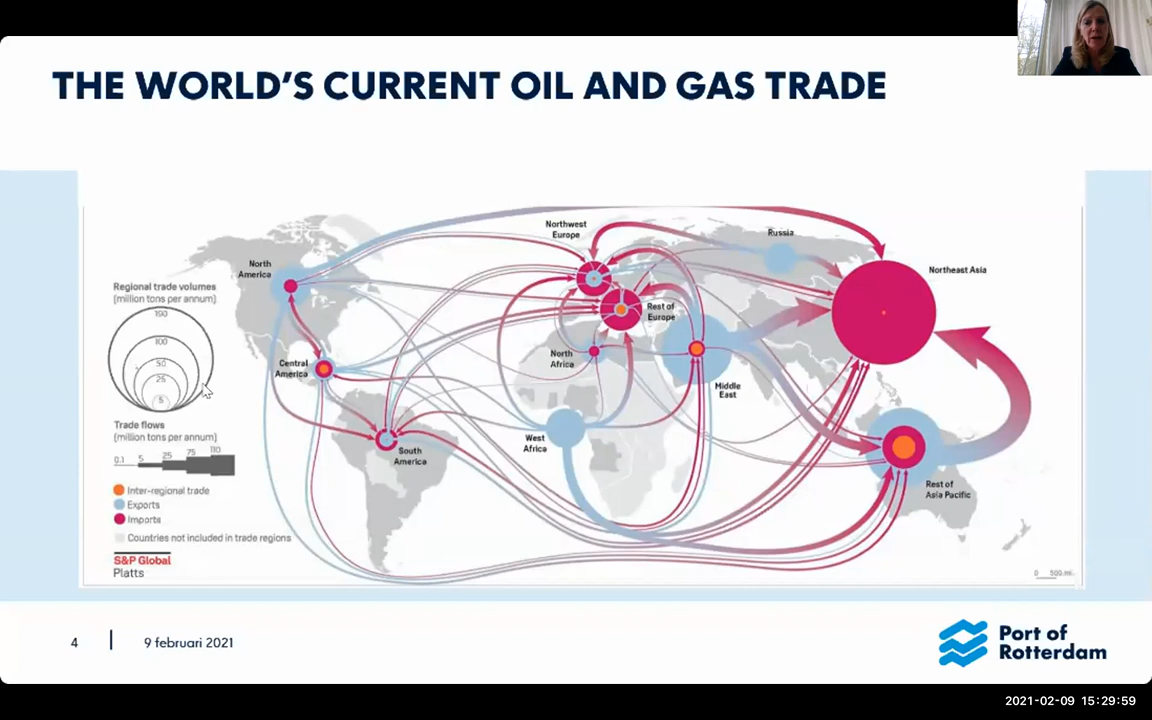 THE WORLD'S CURRENT OIL AND GAS TRADE
Regional trade volumes
(million tons per annum)
190
100
50
25
5
Trade flows
(million tons per annum)
0.1 5 25 75 110
Inter-regional trade
Exports
Imports
Countries not included in trade regions
S&P Global
Platts
North
America
Central
America
South
America
Northwest
Europe
Rest of
Europe
North
Africa
West
Africa
Middle
East
Russia
Northeast Asia
Rest of
Asia Pacific
0 500 mi.
4 | 9 februari 2021
Port of
Rotterdam
2021-02-09 15:29:59